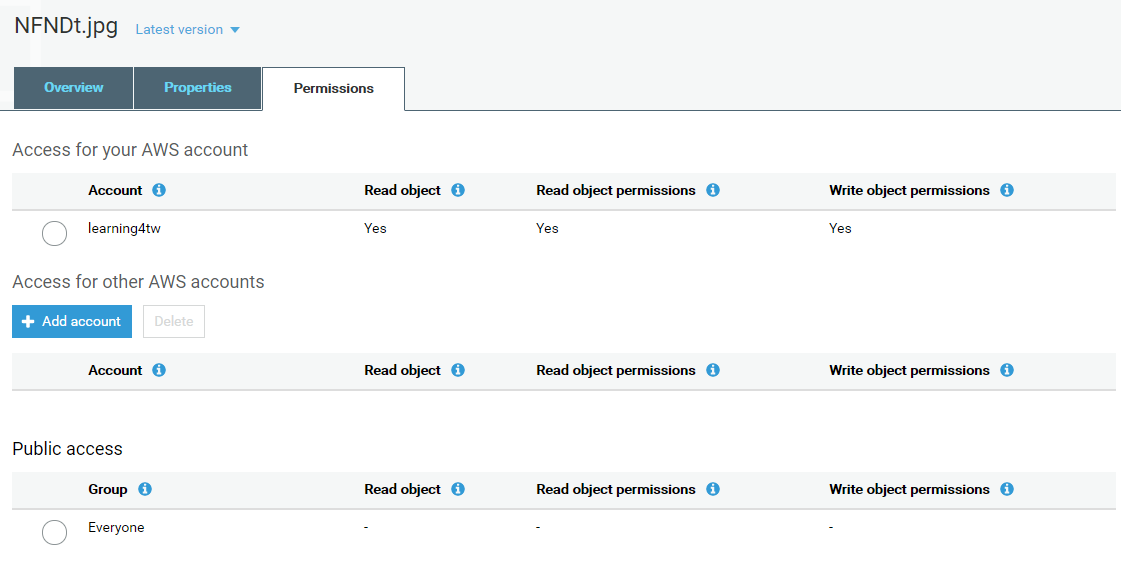 NFNDt.jpg Latest version
Overview Properties Permissions
Access for your AWS account
Account Read object Read object permissions Write object permissions
learning4tw Yes Yes Yes
Access for other AWS accounts
Add account Delete
Account Read object Read object permissions Write object permissions
Public access
Group Read object Read object permissions Write object permissions
Everyone - - -